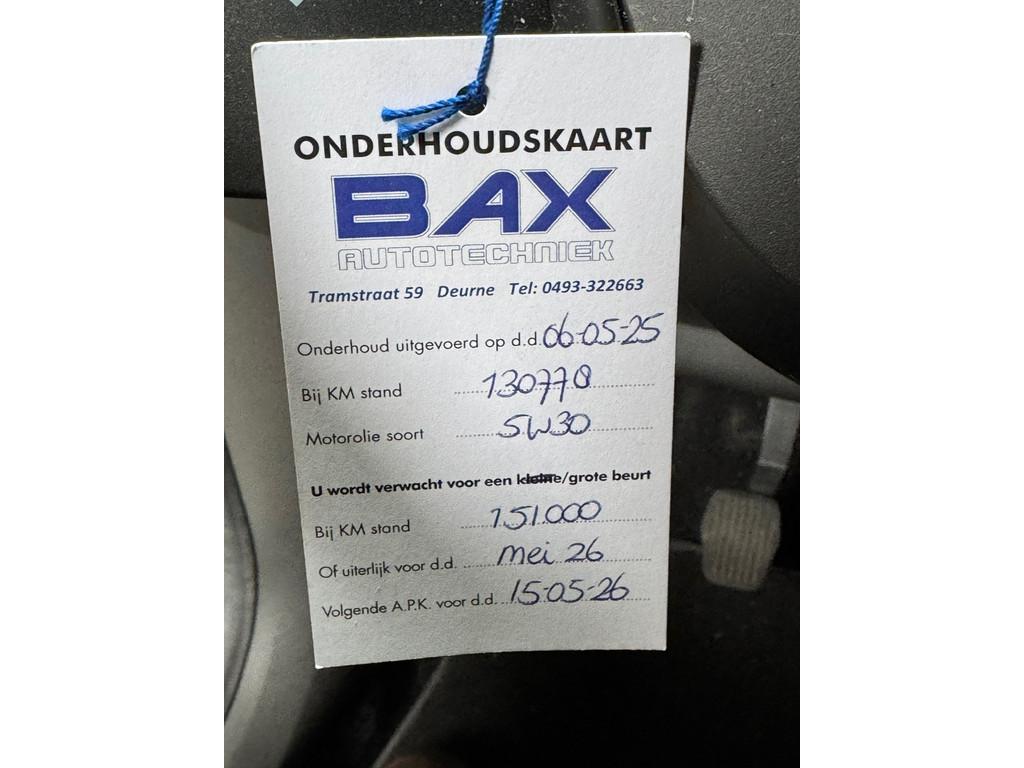 ONDERHOUDSKAART
BAX
AUTOTECHNIEK
Tramstraat 59 Deurne Tel: 0493-322663
Onderhoud uitgevoerd op d.d. 06-05-25
Bij KM stand 130778
Motorolie soort 5W30
U wordt verwacht voor een kleine/grote beurt
Bij KM stand 151.000
Of uiterlijk voor d.d. mei 26
Volgende A.P.K. voor d.d. 15-05-26